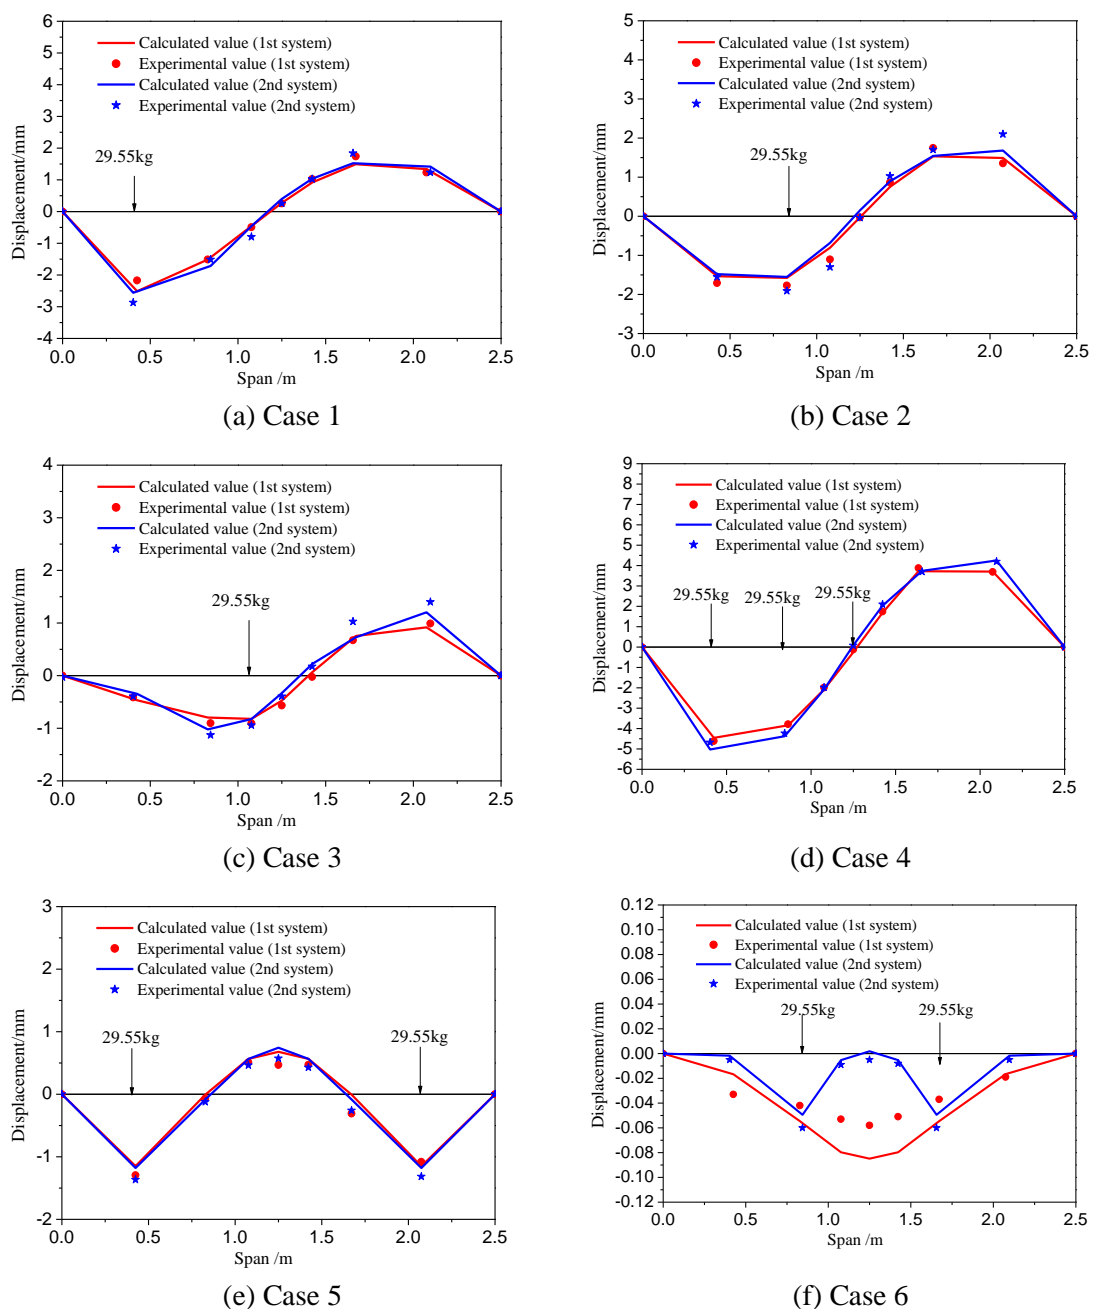 6
5
4
3
2
1
0
-1
-2
-3
-4
Displacement/mm
Calculated value (1st system)
Experimental value (1st system)
Calculated value (2nd system)
Experimental value (2nd system)
29.55kg
0.0 0.5 1.0 1.5 2.0 2.5
Span /m
(a) Case 1
5
4
3
2
1
0
-1
-2
-3
Displacement/mm
Calculated value (1st system)
Experimental value (1st system)
Calculated value (2nd system)
Experimental value (2nd system)
29.55kg
0.0 0.5 1.0 1.5 2.0 2.5
Span /m
(b) Case 2
4
3
2
1
0
-1
-2
Displacement/mm
Calculated value (1st system)
Experimental value (1st system)
Calculated value (2nd system)
Experimental value (2nd system)
29.55kg
0.0 0.5 1.0 1.5 2.0 2.5
Span /m
(c) Case 3
9
8
7
6
5
4
3
2
1
0
-1
-2
-3
-4
-5
-6
Displacement/mm
Calculated value (1st system)
Experimental value (1st system)
Calculated value (2nd system)
Experimental value (2nd system)
29.55kg 29.55kg 29.55kg
0.0 0.5 1.0 1.5 2.0 2.5
Span /m
(d) Case 4
3
2
1
0
-1
-2
Displacement/mm
Calculated value (1st system)
Experimental value (1st system)
Calculated value (2nd system)
Experimental value (2nd system)
29.55kg 29.55kg
0.0 0.5 1.0 1.5 2.0 2.5
Span /m
(e) Case 5
0.12
0.10
0.08
0.06
0.04
0.02
0.00
-0.02
-0.04
-0.06
-0.08
-0.10
-0.12
Displacement/mm
Calculated value (1st system)
Experimental value (1st system)
Calculated value (2nd system)
Experimental value (2nd system)
29.55kg 29.55kg
0.0 0.5 1.0 1.5 2.0 2.5
Span /m
(f) Case 6